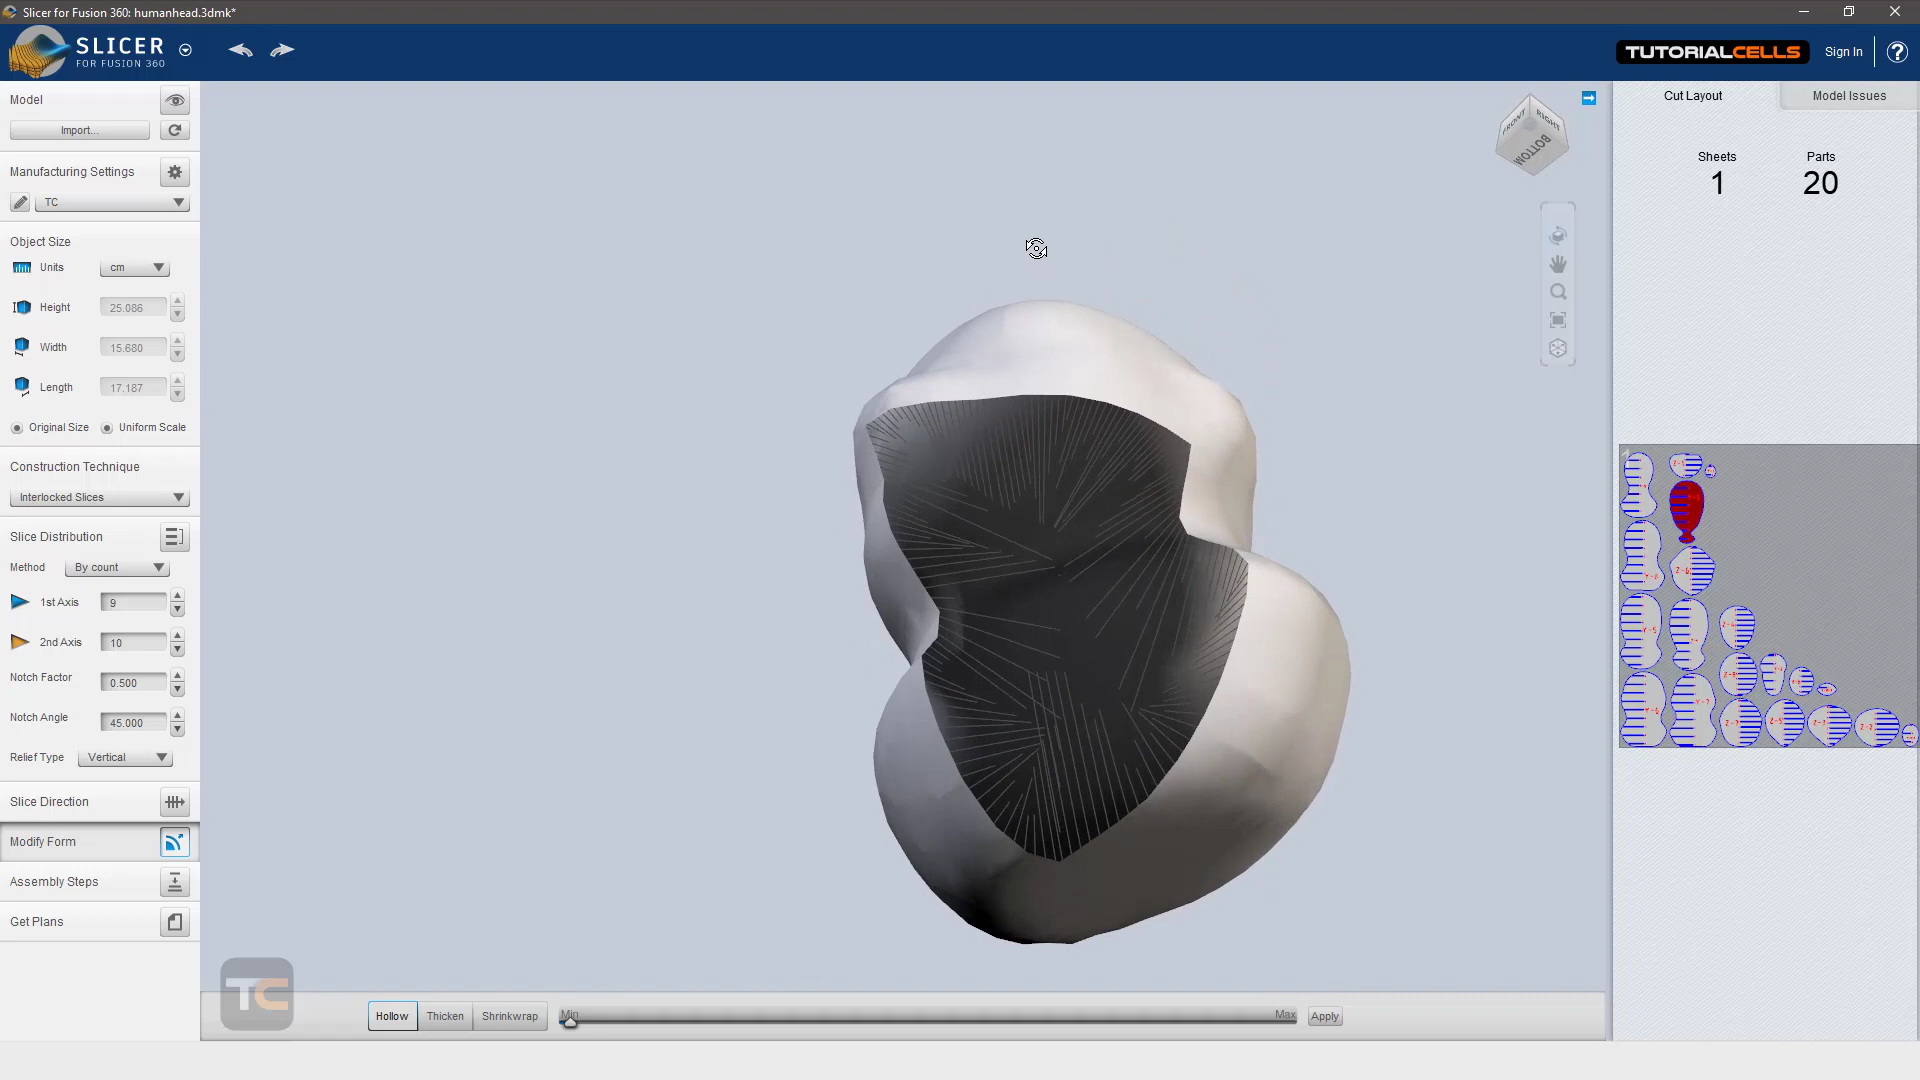 Slicer for Fusion 360: humanhead.3dmk*
SLICER
FOR FUSION 360
TUTORIALCELLS
Sign In
?
Model
Import...
Manufacturing Settings
TC
Object Size
Units
cm
Height
25.086
Width
15.680
Length
17.187
Original Size
Uniform Scale
Construction Technique
Interlocked Slices
Slice Distribution
Method
By count
1st Axis
9
2nd Axis
10
Notch Factor
0.500
Notch Angle
45.000
Relief Type
Vertical
Slice Direction
Modify Form
Assembly Steps
Get Plans
FRONT
RIGHT
BOTTOM
Cut Layout
Model Issues
Sheets
Parts
1
20
Z-6
Y-5
TC
Hollow
Thicken
Shrinkwrap
Min
Max
Apply